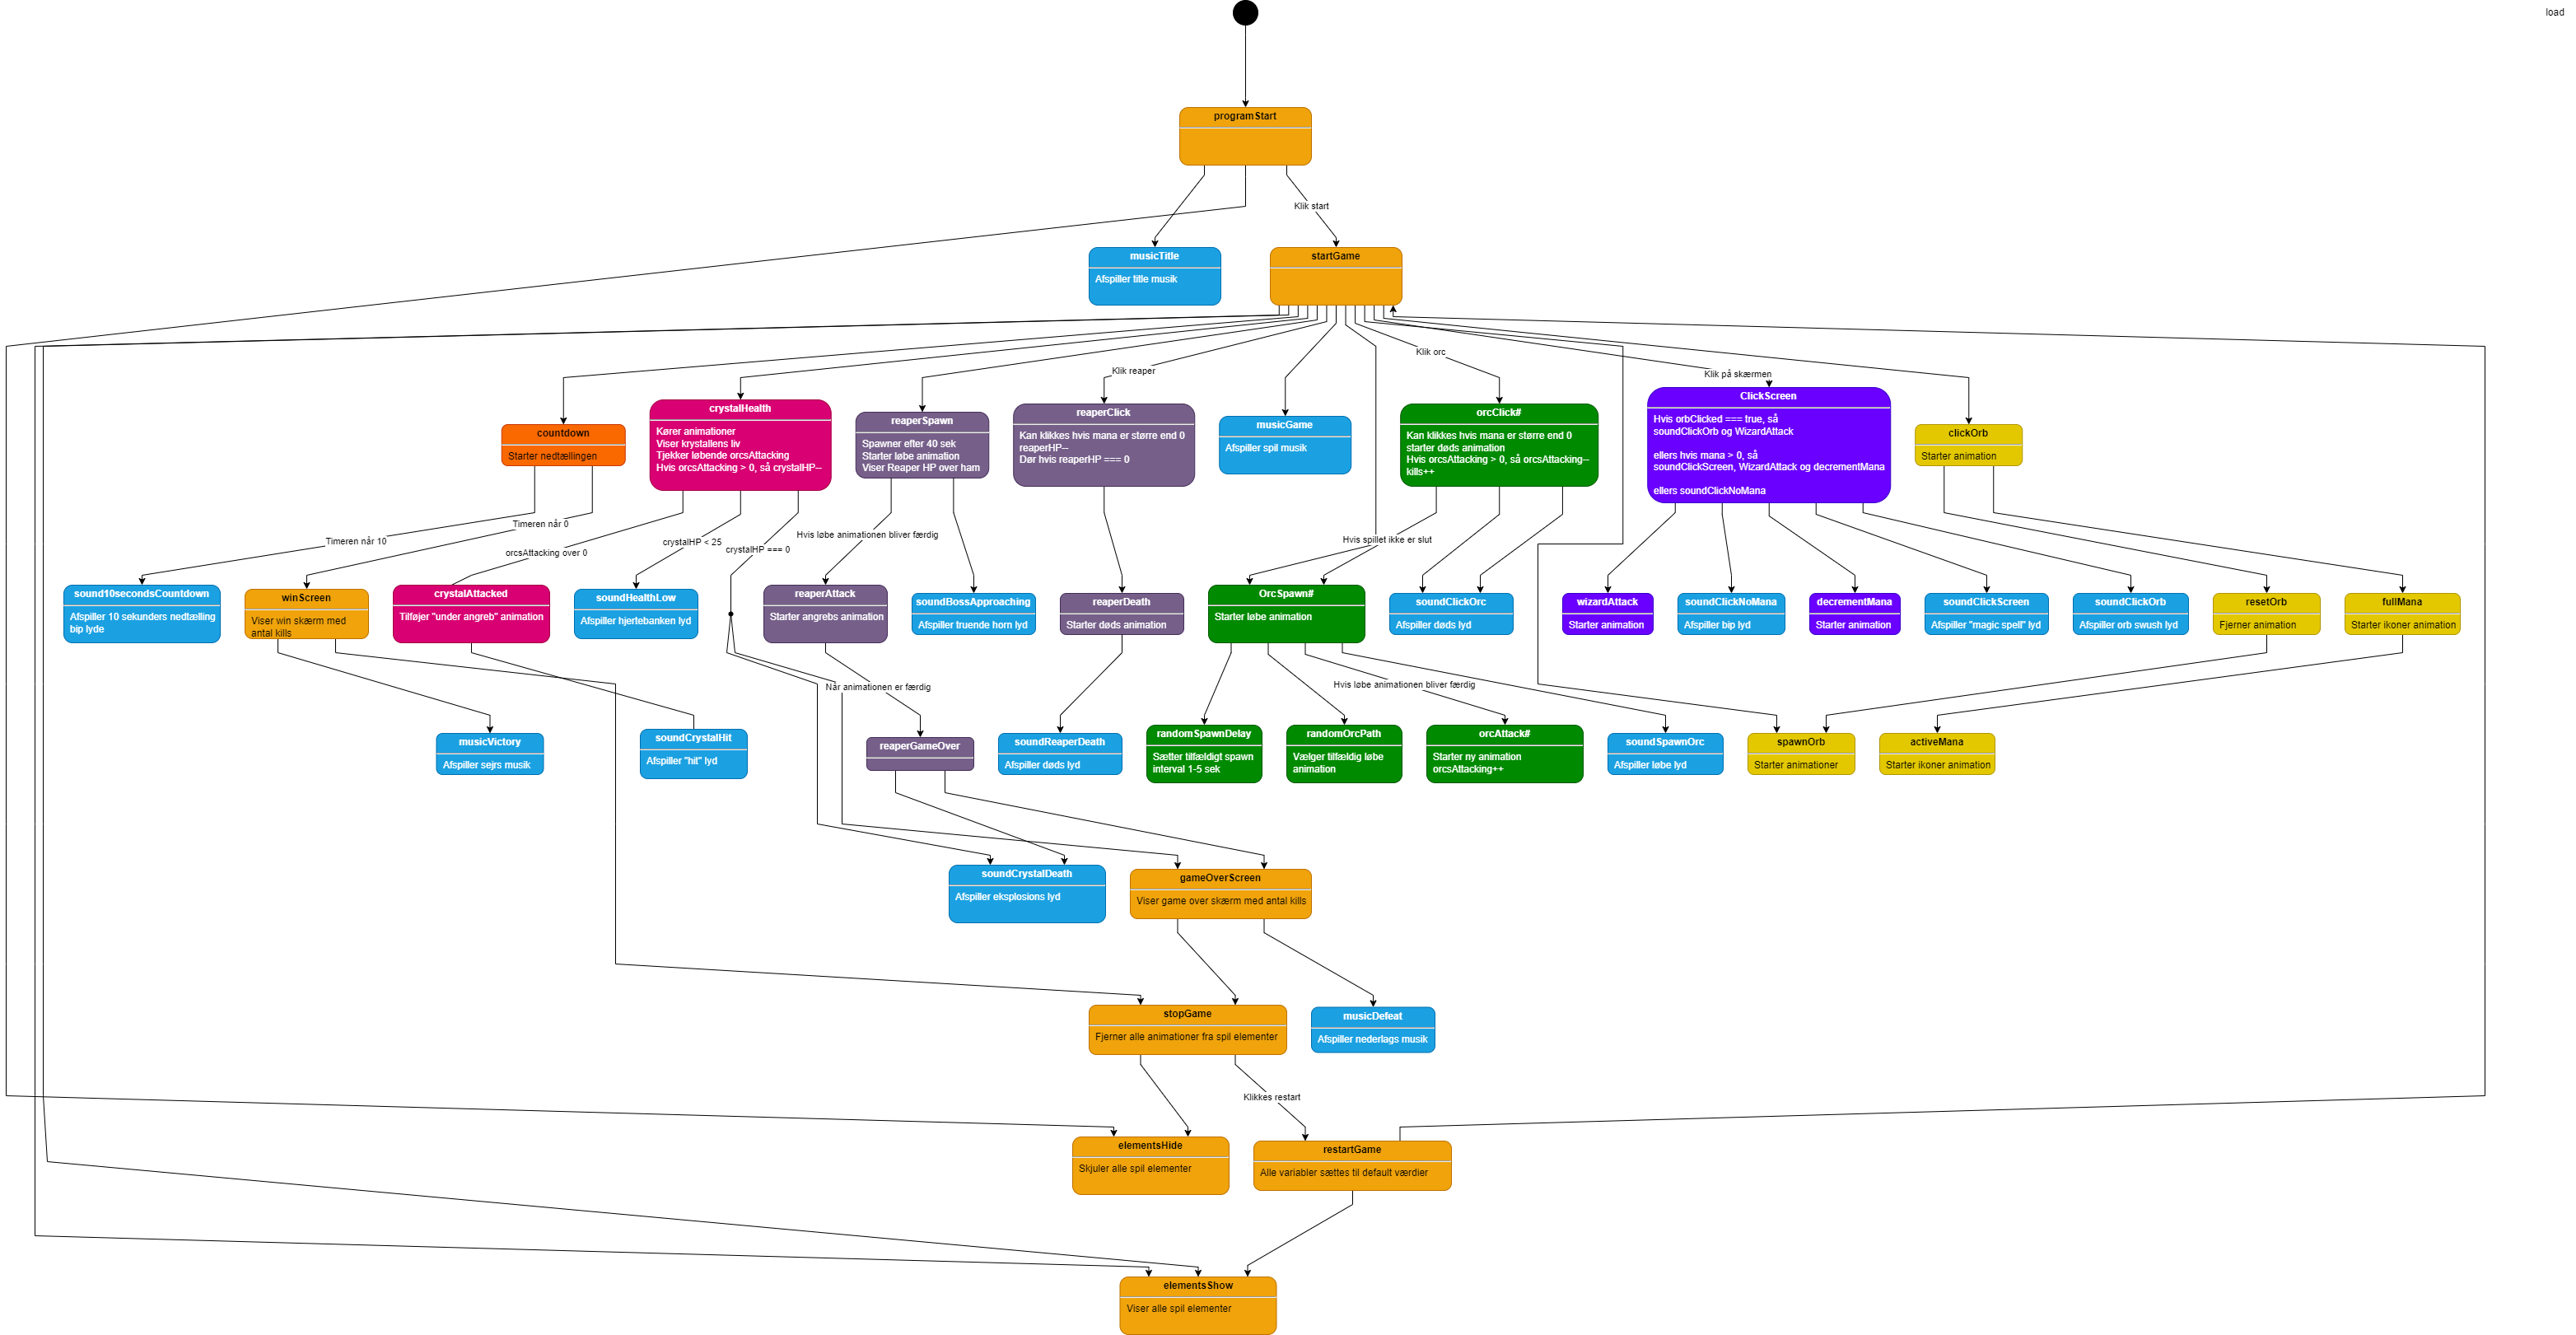 load
programStart
Klik start
musicTitle
Afspiller title musik
startGame
Klik reaper
Klik orc
Klik på skærmen
countdown
Starter nedtællingen
crystalHealth
Kører animationer
Viser krystallens liv
Tjekker løbende orcsAttacking
Hvis orcsAttacking > 0, så crystalHP--
reaperSpawn
Spawner efter 40 sek
Starter løbe animation
Viser Reaper HP over ham
reaperClick
Kan klikkes hvis mana er større end 0
reaperHP--
Dør hvis reaperHP === 0
musicGame
Afspiller spil musik
orcClick#
Kan klikkes hvis mana er større end 0
starter døds animation
Hvis orcsAttacking > 0, så orcsAttacking--
kills++
ClickScreen
Hvis orbClicked === true, så
soundClickOrb og WizardAttack
ellers hvis mana > 0, så
soundClickScreen, WizardAttack og decrementMana
ellers soundClickNoMana
clickOrb
Starter animation
Timeren når 10
Timeren når 0
orcsAttacking over 0
crystalHP < 25
crystalHP === 0
Hvis løbe animationen bliver færdig
Hvis spillet ikke er slut
sound10secondsCountdown
Afspiller 10 sekunders nedtælling
bip lyde
winScreen
Viser win skærm med
antal kills
crystalAttacked
Tilføjer "under angreb" animation
soundHealthLow
Afspiller hjertebanken lyd
reaperAttack
Starter angrebs animation
soundBossApproaching
Afspiller truende horn lyd
reaperDeath
Starter døds animation
OrcSpawn#
Starter løbe animation
soundClickOrc
Afspiller døds lyd
wizardAttack
Starter animation
soundClickNoMana
Afspiller bip lyd
decrementMana
Starter animation
soundClickScreen
Afspiller "magic spell" lyd
soundClickOrb
Afspiller orb swush lyd
resetOrb
Fjerner animation
fullMana
Starter ikoner animation
Når animationen er færdig
Hvis løbe animationen bliver færdig
musicVictory
Afspiller sejrs musik
soundCrystalHit
Afspiller "hit" lyd
reaperGameOver
soundReaperDeath
Afspiller døds lyd
randomSpawnDelay
Sætter tilfældigt spawn
interval 1-5 sek
randomOrcPath
Vælger tilfældig løbe
animation
orcAttack#
Starter ny animation
orcsAttacking++
soundSpawnOrc
Afspiller løbe lyd
spawnOrb
Starter animationer
activeMana
Starter ikoner animation
soundCrystalDeath
Afspiller eksplosions lyd
gameOverScreen
Viser game over skærm med antal kills
stopGame
Fjerner alle animationer fra spil elementer
musicDefeat
Afspiller nederlags musik
Klikkes restart
elementsHide
Skjuler alle spil elementer
restartGame
Alle variabler sættes til default værdier
elementsShow
Viser alle spil elementer